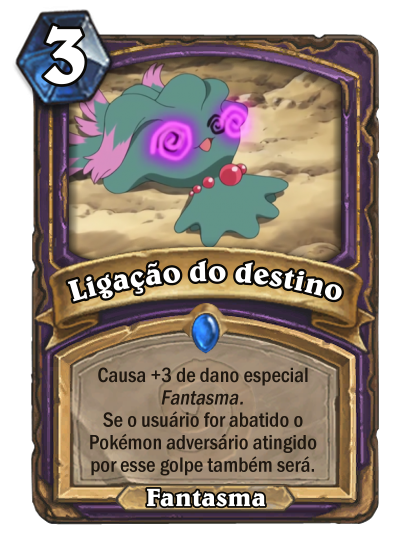 3
Ligação do destino
Causa +3 de dano especial
Fantasma.
Se o usuário for abatido o
Pokémon adversário atingido
por esse golpe também será.
Fantasma